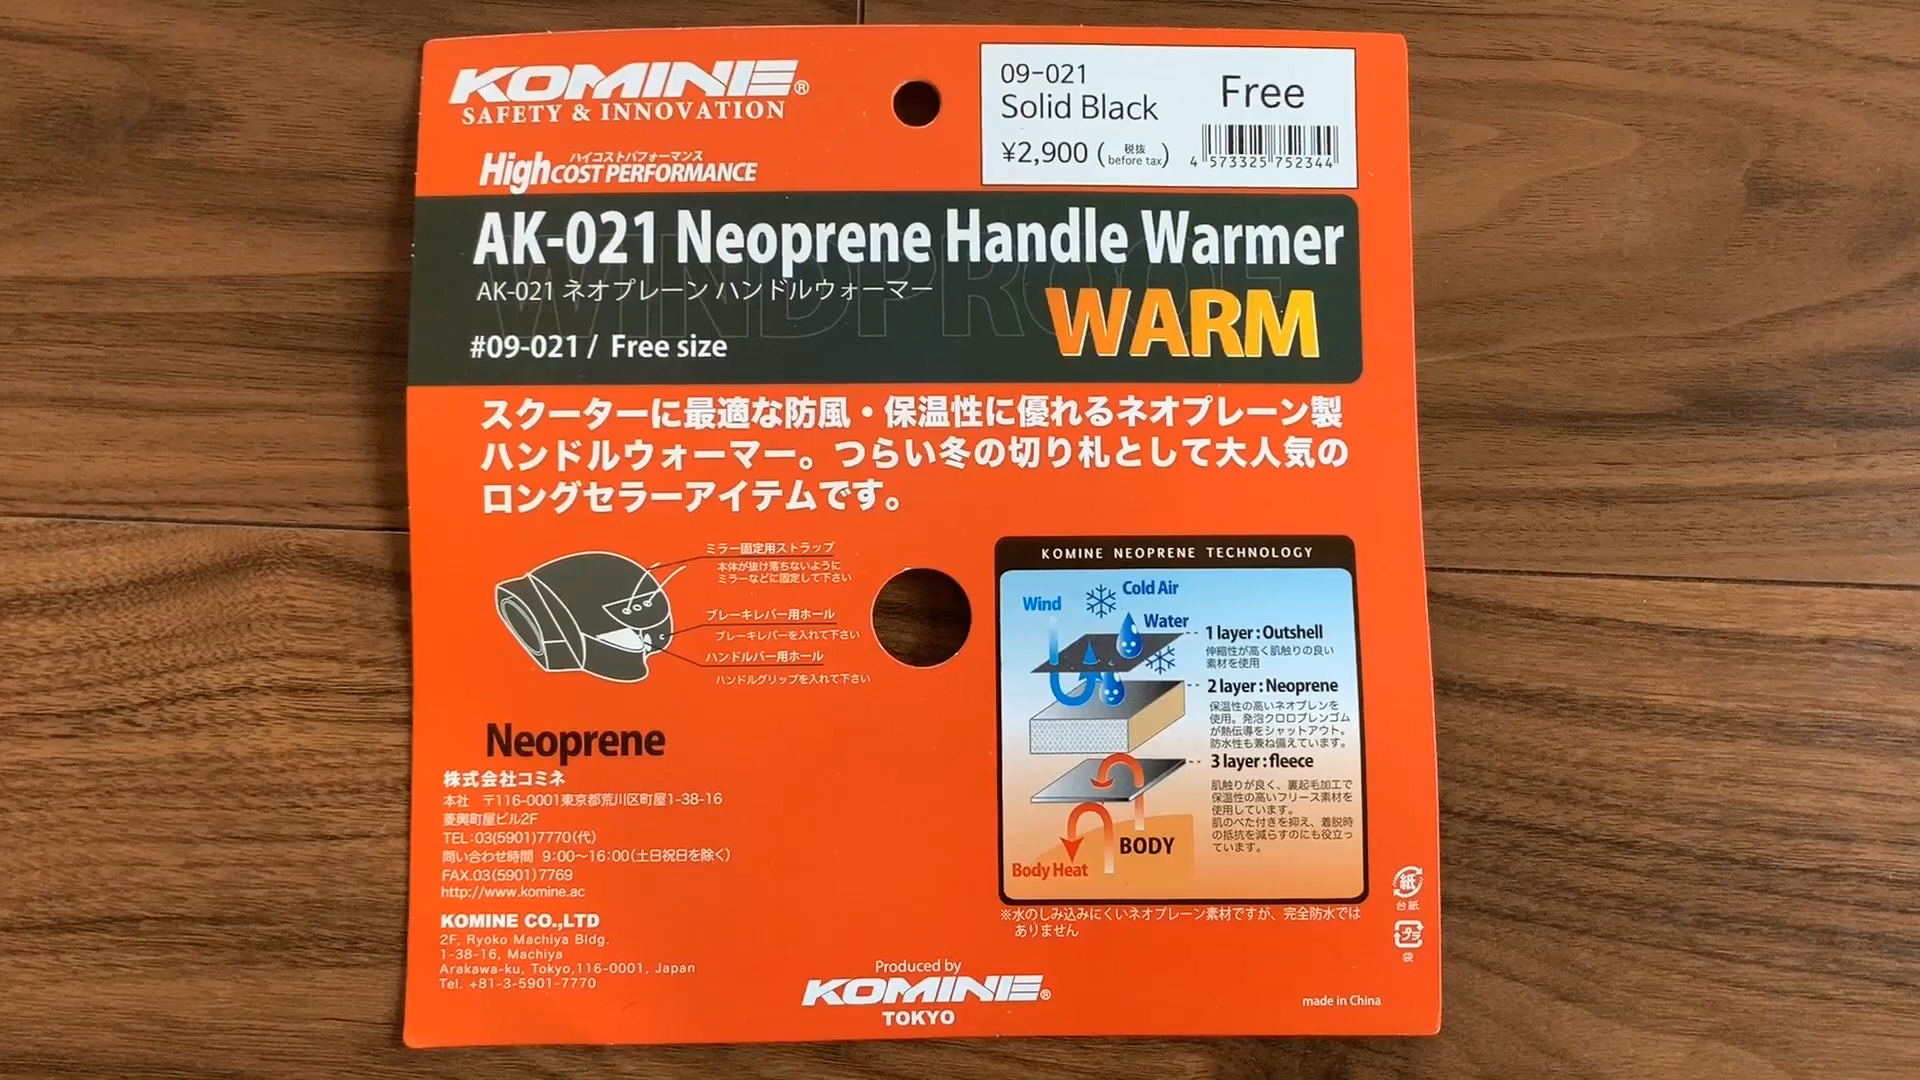 KOMINE®
SAFETY & INNOVATION
09-021
Solid Black
¥2,900 (税抜 before tax)
Free
4 573325 752344
ハイコストパフォーマンス
High COST PERFORMANCE
WINDPROOF
AK-021 Neoprene Handle Warmer
AK-021 ネオプレーン ハンドルウォーマー
WARM
#09-021 / Free size
スクーターに最適な防風・保温性に優れるネオプレーン製
ハンドルウォーマー。つらい冬の切り札として大人気の
ロングセラーアイテムです。
ミラー固定用ストラップ
本体が抜け落ちないように
ミラーなどに固定して下さい
ブレーキレバー用ホール
ブレーキレバーを入れて下さい
ハンドルバー用ホール
ハンドルグリップを入れて下さい
KOMINE NEOPRENE TECHNOLOGY
Wind
Cold Air
Water
1 layer : Outshell
伸縮性が高く肌触りの良い
素材を使用
2 layer : Neoprene
保温性の高いネオプレンを
使用。発泡クロロプレンゴム
が熱伝導をシャットアウト。
防水性も兼ね備えています。
3 layer : fleece
肌触りが良く、裏起毛加工で
保温性の高いフリース素材を
使用しています。
肌のべた付きを抑え、着脱時
の抵抗を減らすのにも役立っ
ています。
BODY
Body Heat
※水のしみ込みにくいネオプレーン素材ですが、完全防水では
ありません
Neoprene
株式会社コミネ
本社 〒116-0001東京都荒川区町屋1-38-16
菱興町屋ビル2F
TEL:03(5901)7770(代)
問い合わせ時間 9:00〜16:00(土日祝日を除く)
FAX.03(5901)7769
http://www.komine.ac
KOMINE CO.,LTD
2F, Ryoko Machiya Bldg.
1-38-16, Machiya
Arakawa-ku, Tokyo,116-0001, Japan
Tel. +81-3-5901-7770
Produced by
KOMINE®
TOKYO
紙
台紙
プラ
袋
made in China